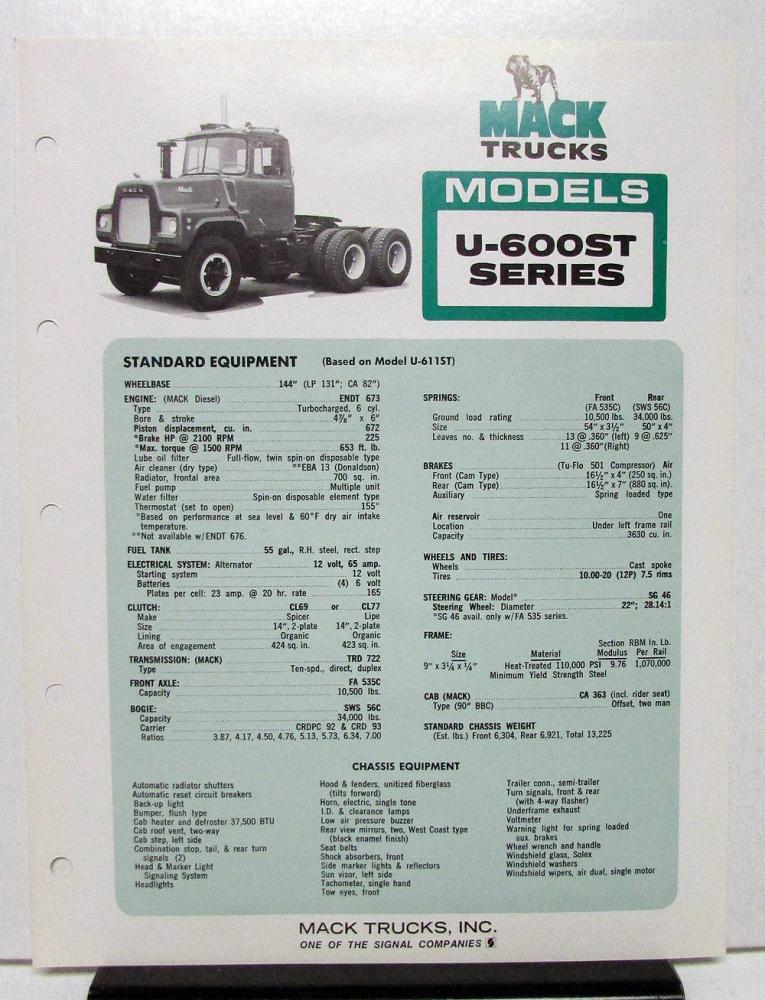 MACK
TRUCKS
MODELS
U-600ST
SERIES
MACK
Mack
STANDARD EQUIPMENT (Based on Model U-611ST)
WHEELBASE 144" (LP 131"; CA 82")
ENGINE: (MACK Diesel) ENDT 673
Type Turbocharged, 6 cyl.
Bore & stroke 4⅞" x 6"
Piston displacement, cu. in. 672
*Brake HP @ 2100 RPM 225
*Max. torque @ 1500 RPM 653 ft. lb.
Lube oil filter Full-flow, twin spin-on disposable type
Air cleaner (dry type) **EBA 13 (Donaldson)
Radiator, frontal area 700 sq. in.
Fuel pump Multiple unit
Water filter Spin-on disposable element type
Thermostat (set to open) 155°
*Based on performance at sea level & 60°F dry air intake
temperature.
**Not available w/ENDT 676.
FUEL TANK 55 gal., R.H. steel, rect. step
ELECTRICAL SYSTEM: Alternator 12 volt, 65 amp.
Starting system 12 volt
Batteries (4) 6 volt
Plates per cell: 23 amp. @ 20 hr. rate 165
CLUTCH: CL69 or CL77
Make Spicer Lipe
Size 14", 2-plate 14", 2-plate
Lining Organic Organic
Area of engagement 424 sq. in. 423 sq. in.
TRANSMISSION: (MACK) TRD 722
Type Ten-spd., direct, duplex
FRONT AXLE: FA 535C
Capacity 10,500 lbs.
BOGIE: SWS 56C
Capacity 34,000 lbs.
Carrier CRDPC 92 & CRD 93
Ratios 3.87, 4.17, 4.50, 4.76, 5.13, 5.73, 6.34, 7.00
SPRINGS: Front Rear
(FA 535C) (SWS 56C)
Ground load rating 10,500 lbs. 34,000 lbs.
Size 54" x 3½" 50" x 4"
Leaves no. & thickness 13 @ .360" (left) 9 @ .625"
11 @ .360" (Right)
BRAKES (Tu-Flo 501 Compressor) Air
Front (Cam Type) 16½" x 4" (250 sq. in.)
Rear (Cam Type) 16½" x 7" (880 sq. in.)
Auxiliary Spring loaded type
Air reservoir One
Location Under left frame rail
Capacity 3630 cu. in.
WHEELS AND TIRES:
Wheels Cast spoke
Tires 10.00-20 (12P) 7.5 rims
STEERING GEAR: Model* SG 46
Steering Wheel: Diameter 22"; 28.14:1
*SG 46 avail. only w/FA 535 series.
FRAME:
Section RBM In. Lb.
Size Material Modulus Per Rail
9" x 3¼ x ¼" Heat-Treated 110,000 PSI 9.76 1,070,000
Minimum Yield Strength Steel
CAB (MACK) CA 363 (incl. rider seat)
Type (90" BBC) Offset, two man
STANDARD CHASSIS WEIGHT
(Est. lbs.) Front 6,304, Rear 6,921, Total 13,225
CHASSIS EQUIPMENT
Automatic radiator shutters
Automatic reset circuit breakers
Back-up light
Bumper, flush type
Cab heater and defroster 37,500 BTU
Cab roof vent, two-way
Cab step, left side
Combination stop, tail, & rear turn
signals (2)
Head & Marker Light
Signaling System
Headlights
Hood & fenders, unitized fiberglass
(tilts forward)
Horn, electric, single tone
I.D. & clearance lamps
Low air pressure buzzer
Rear view mirrors, two, West Coast type
(black enamel finish)
Seat belts
Shock absorbers, front
Side marker lights & reflectors
Sun visor, left side
Tachometer, single hand
Tow eyes, front
Trailer conn., semi-trailer
Turn signals, front & rear
(with 4-way flasher)
Underframe exhaust
Voltmeter
Warning light for spring loaded
aux. brakes
Wheel wrench and handle
Windshield glass, Solex
Windshield washers
Windshield wipers, air dual, single motor
MACK TRUCKS, INC.
ONE OF THE SIGNAL COMPANIES